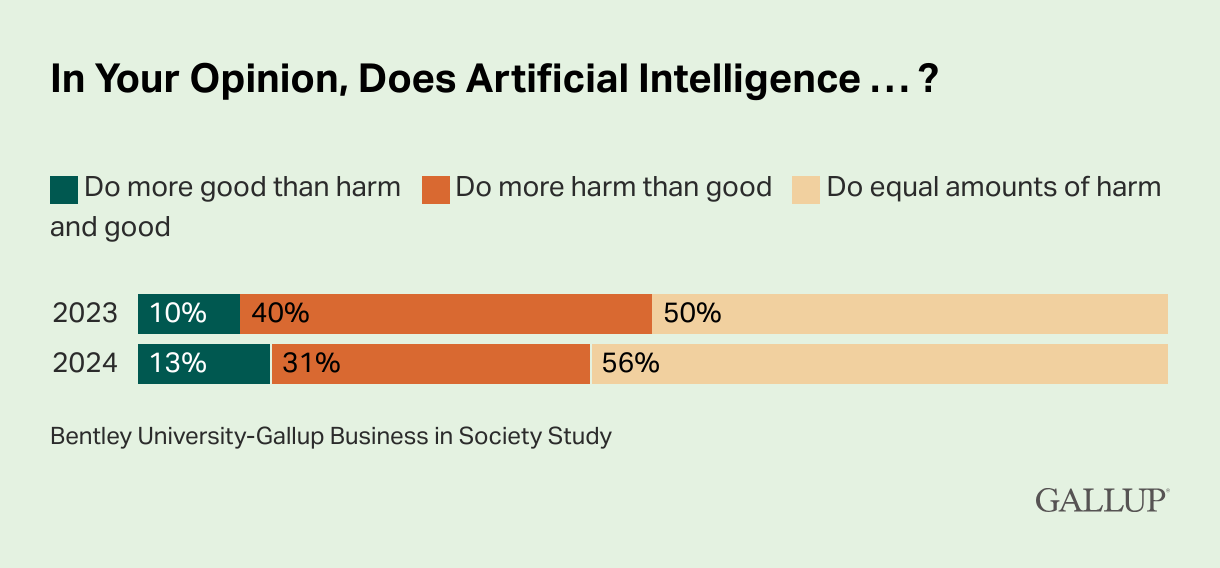 In Your Opinion, Does Artificial Intelligence ... ?
Do more good than harm Do more harm than good Do equal amounts of harm
and good
2023 10% 40% 50%
2024 13% 31% 56%
Bentley University-Gallup Business in Society Study
GALLUP®